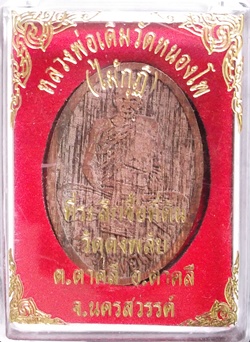 หลวงพ่อเดิมวัดหนองโพ
(ไม้กุฏิ)
วัดตงพลับ
ต.ตาคลี อ.ตาคลี
จ.นครสวรรค์